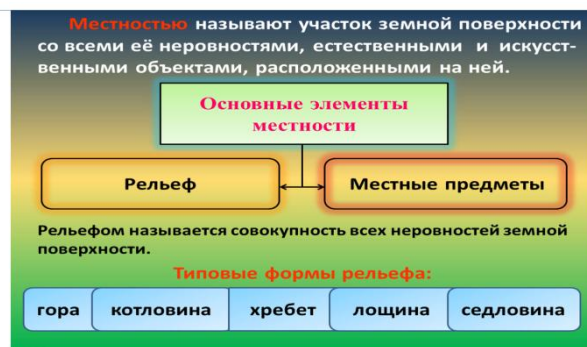 Местностью называют участок земной поверхности
со всеми её неровностями, естественными и искусст-
венными объектами, расположенными на ней.
Основные элементы
местности
Рельеф
Местные предметы
Рельефом называется совокупность всех неровностей земной
поверхности.
Типовые формы рельефа:
гора котловина хребет лощина седловина